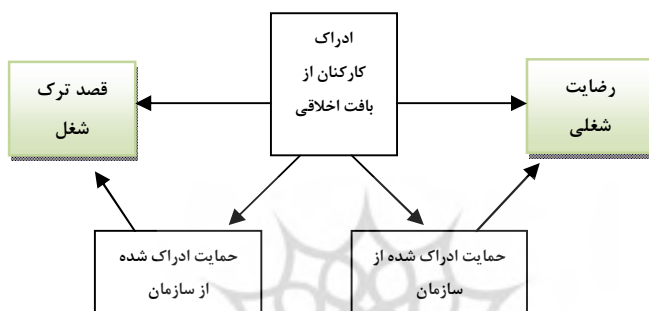 ادراک
کارکنان از
بافت اخلاقی
رضایت
شغلی
قصد ترک
شغل
حمایت ادراک شده از
سازمان
حمایت ادراک شده
از سازمان